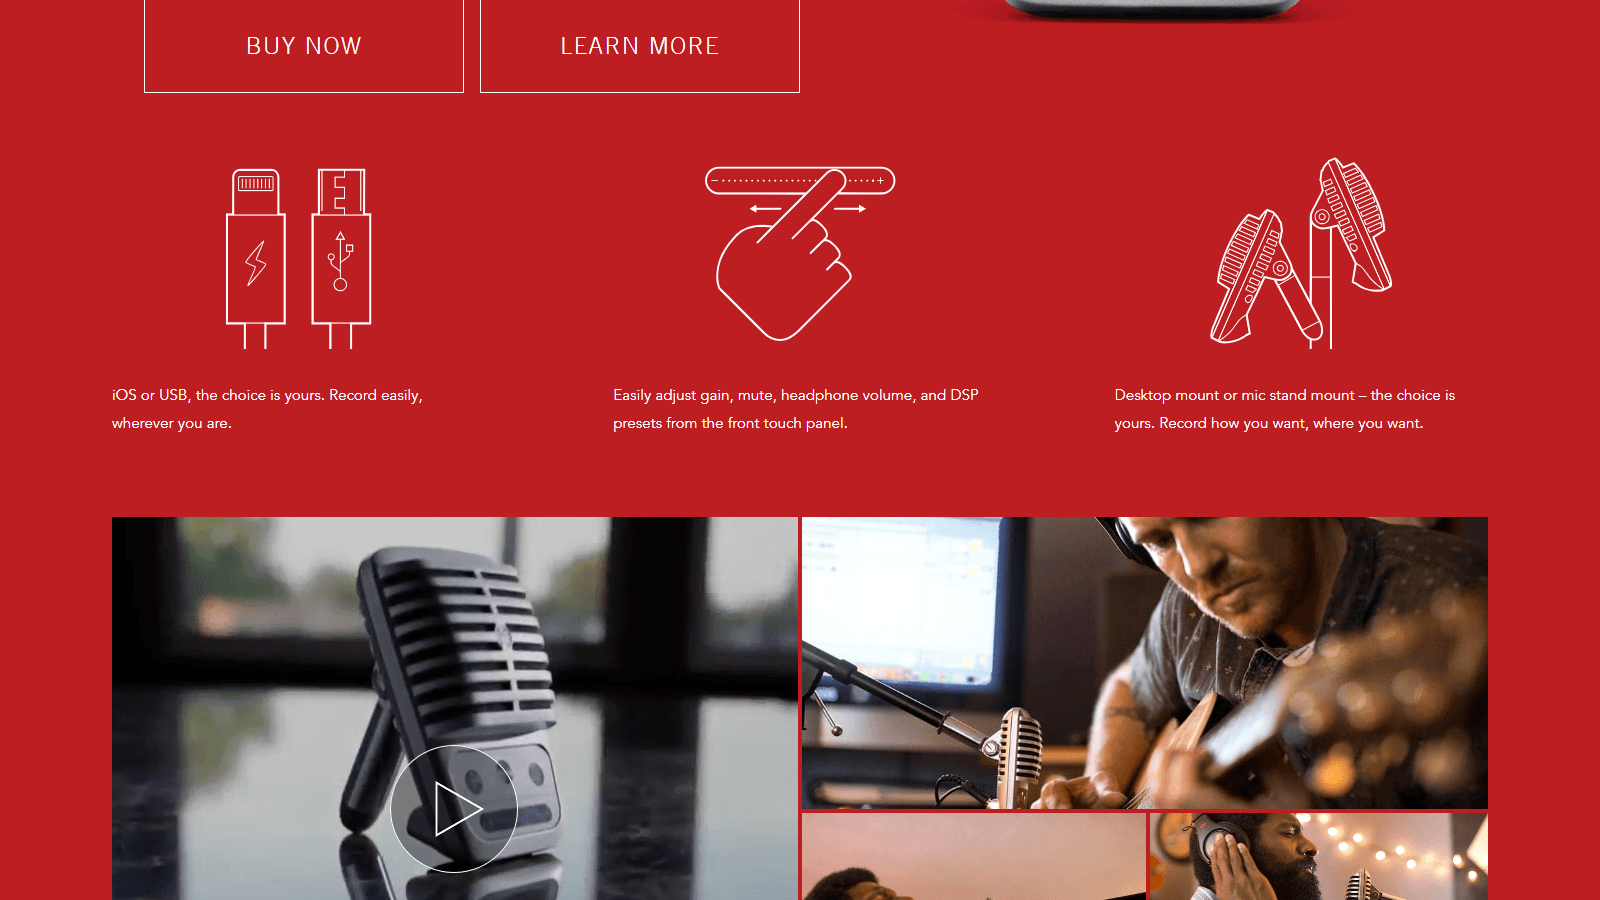 BUY NOW
LEARN MORE
iOS or USB, the choice is yours. Record easily,
wherever you are.
Easily adjust gain, mute, headphone volume, and DSP
presets from the front touch panel.
Desktop mount or mic stand mount – the choice is
yours. Record how you want, where you want.